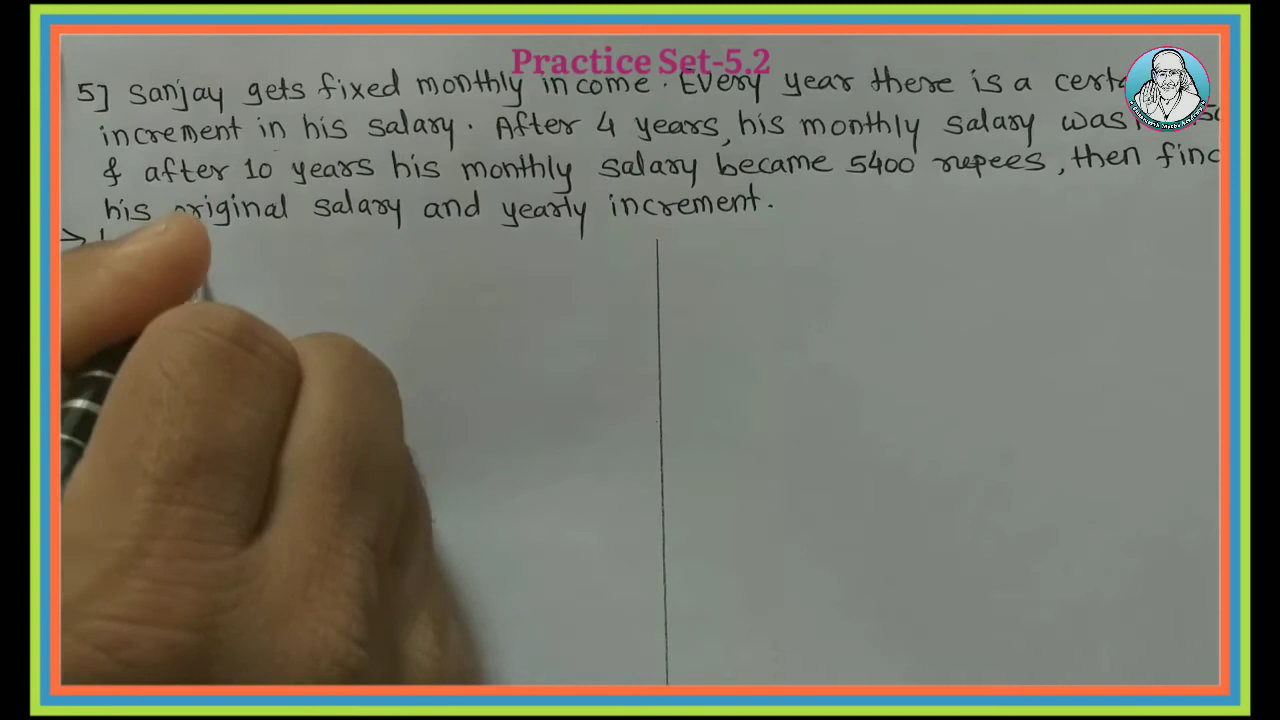 Practice Set-5.2
5] Sanjay gets fixed monthly income. Every year there is a
increment in his salary. After 4 years, his monthly salary was
& after 10 years his monthly salary became 5400 rupees, then
his original salary and yearly increment.